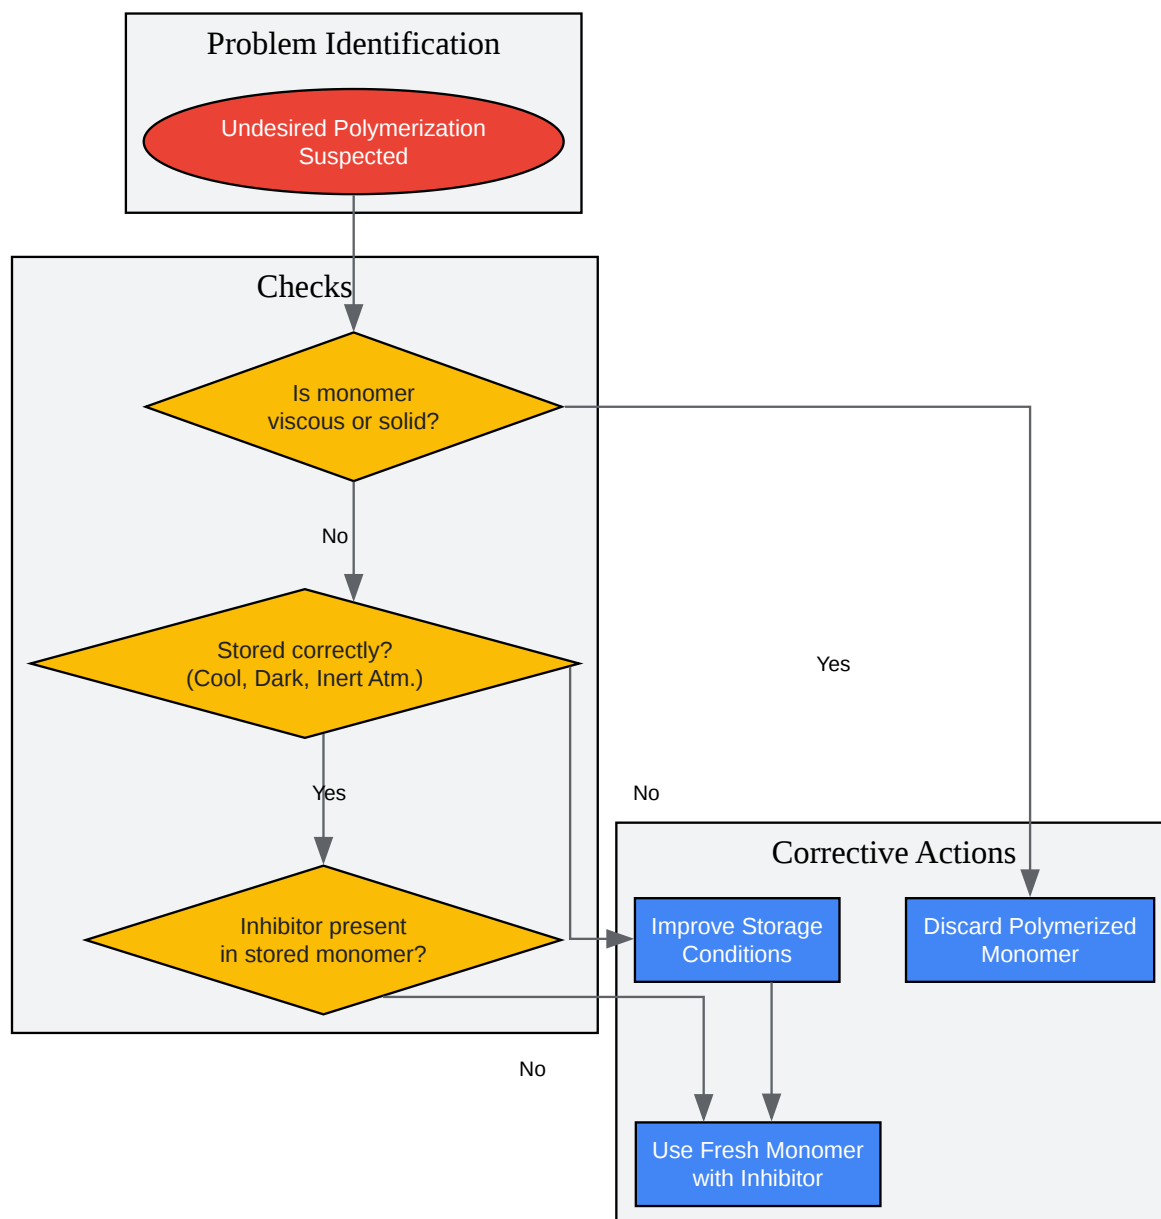 Problem Identification
Undesired Polymerization
Suspected
Checks
Is monomer
viscous or solid?
No
Stored correctly?
(Cool, Dark, Inert Atm.)
Yes
Yes
No
Corrective Actions
Inhibitor present
in stored monomer?
Improve Storage
Conditions
Discard Polymerized
Monomer
No
Use Fresh Monomer
with Inhibitor